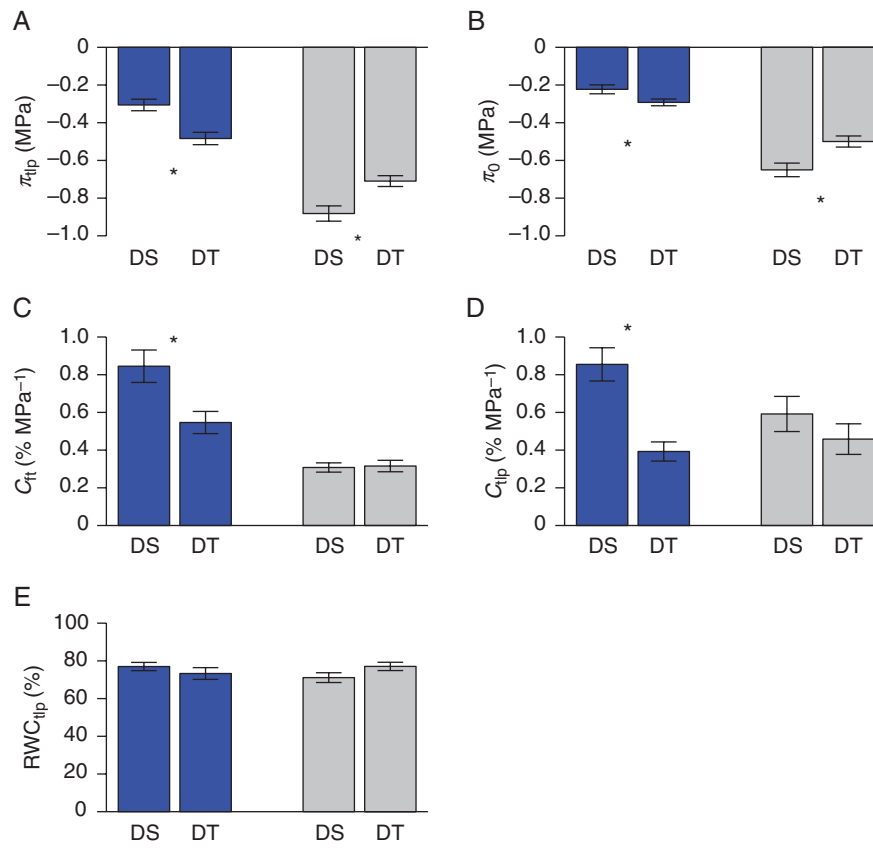 A
0
–0.2
–0.4
–0.6
–0.8
–1.0
πtlp (MPa)
*
*
DS DT DS DT
B
0
–0.2
–0.4
–0.6
–0.8
–1.0
π0 (MPa)
*
*
DS DT DS DT
C
1.0
0.8
0.6
0.4
0.2
0
Cft (% MPa–1)
*
DS DT DS DT
D
1.0
0.8
0.6
0.4
0.2
0
Ctlp (% MPa–1)
*
DS DT DS DT
E
100
80
60
40
20
0
RWCtlp (%)
DS DT DS DT